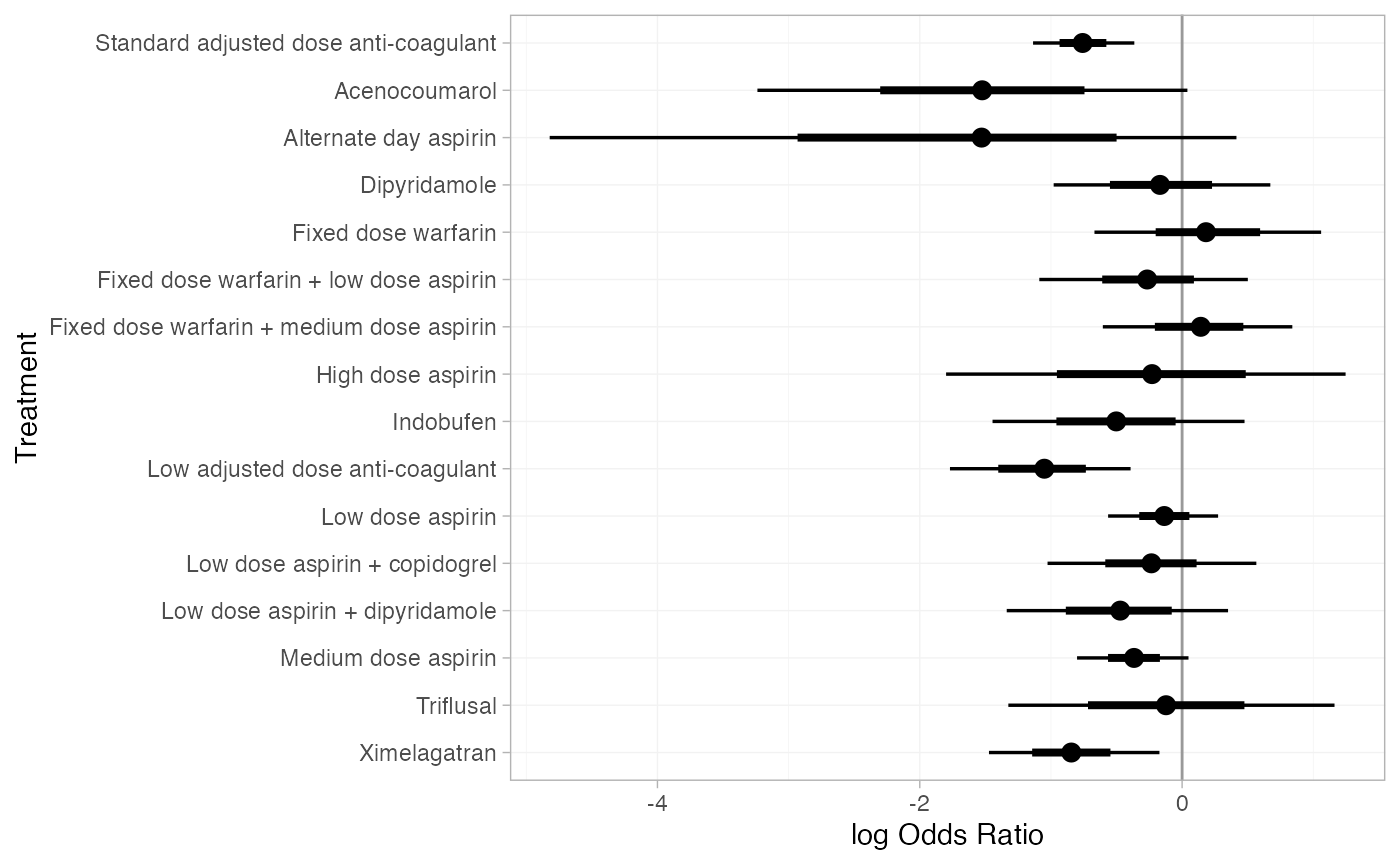 Standard adjusted dose anti-coagulant
Acenocoumarol
Alternate day aspirin
Dipyridamole
Fixed dose warfarin
Fixed dose warfarin + low dose aspirin
Fixed dose warfarin + medium dose aspirin
High dose aspirin
Indobufen
Low adjusted dose anti-coagulant
Low dose aspirin
Low dose aspirin + copidogrel
Low dose aspirin + dipyridamole
Medium dose aspirin
Triflusal
Ximelagatran
Treatment
-4 -2 0
log Odds Ratio